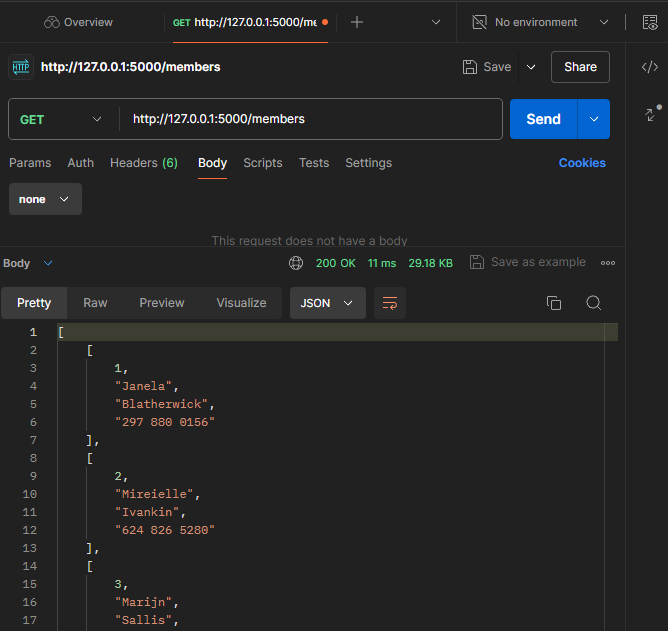 Overview GET http://127.0.0.1:5000/me No environment
HTTP http://127.0.0.1:5000/members Save Share
GET http://127.0.0.1:5000/members Send
Params Auth Headers (6) Body Scripts Tests Settings Cookies
none
This request does not have a body
Body 200 OK 11 ms 29.18 KB Save as example
Pretty Raw Preview Visualize JSON
1 [
2 [
3 1,
4 "Janela",
5 "Blatherwick",
6 "297 880 0156"
7 ],
8 [
9 2,
10 "Mireielle",
11 "Ivankin",
12 "624 826 5280"
13 ],
14 [
15 3,
16 "Marijn",
17 "Sallis",